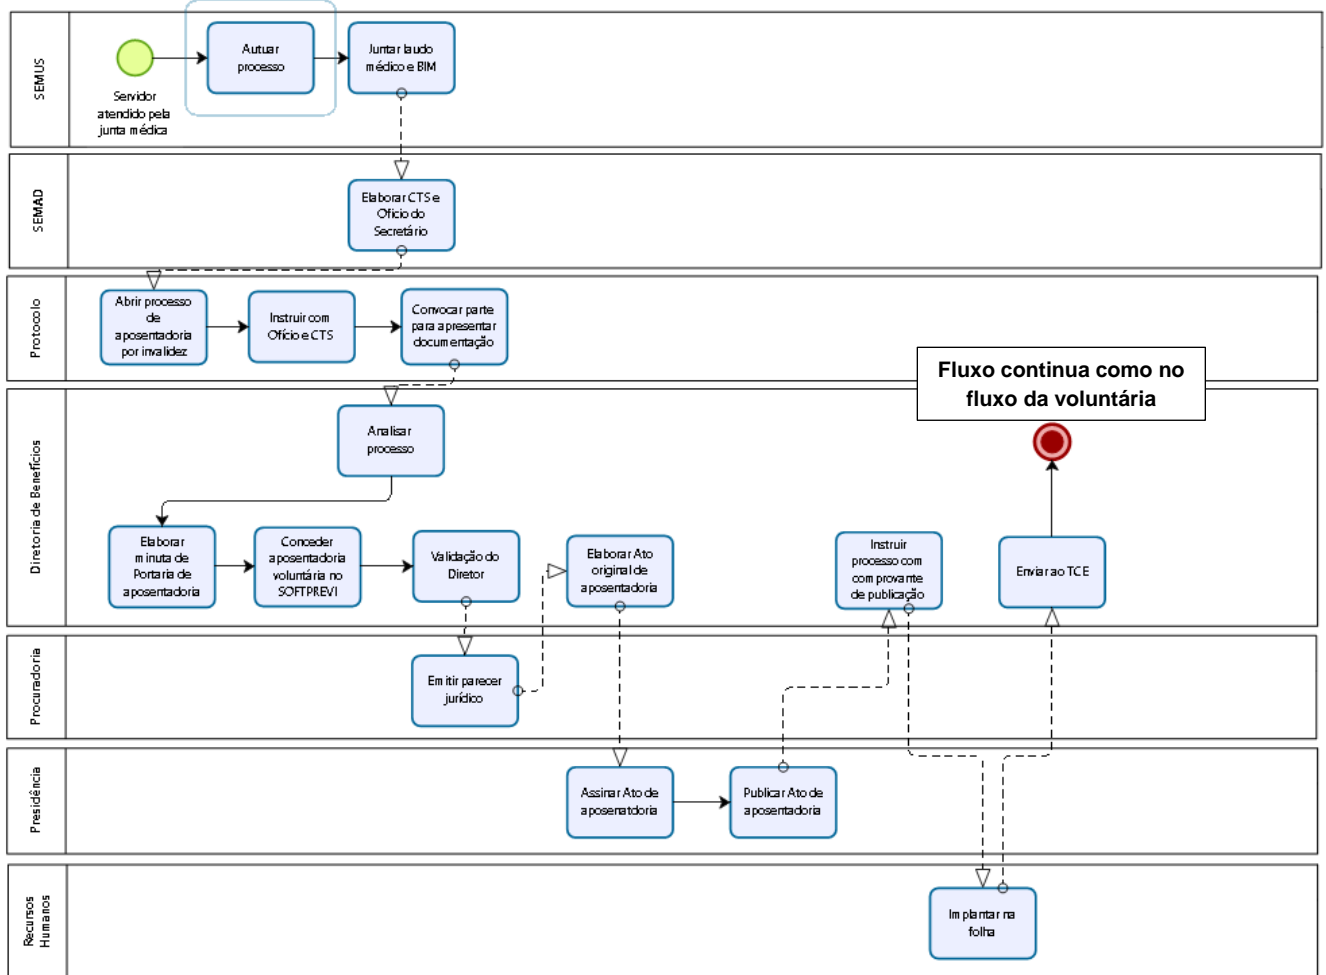 SEMUS
Servidor
atendido pela
junta médica
Autuar
processo
Juntar laudo
médico e BIM
SEMAD
Elaborar CTS e
Ofício do
Secretário
Protocolo
Abrir processo
de
aposentadoria
por invalidez
Instruir com
Ofício e CTS
Convocar parte
para apresentar
documentação
Fluxo continua como no
fluxo da voluntária
Diretoria de Benefícios
Analisar
processo
Elaborar
minuta de
Portaria de
aposentadoria
Conceder
aposentadoria
voluntária no
SOFTPREVI
Validação do
Diretor
Elaborar Ato
original de
aposentadoria
Instruir
processo com
comprovante
de publicação
Enviar ao TCE
Procuradoria
Emitir parecer
jurídico
Presidência
Assinar Ato de
aposenatdoria
Publicar Ato de
aposentadoria
Recursos
Humanos
Implantar na
folha